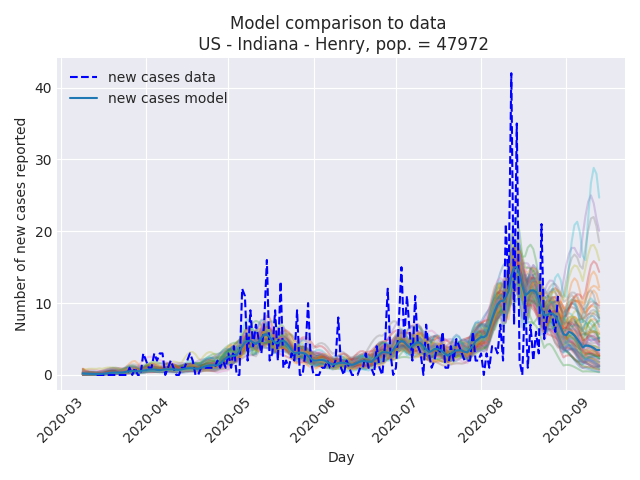 Model comparison to data
US - Indiana - Henry, pop. = 47972
new cases data
new cases model
Number of new cases reported
40
30
20
10
0
2020-03
2020-04
2020-05
2020-06
2020-07
2020-08
2020-09
Day